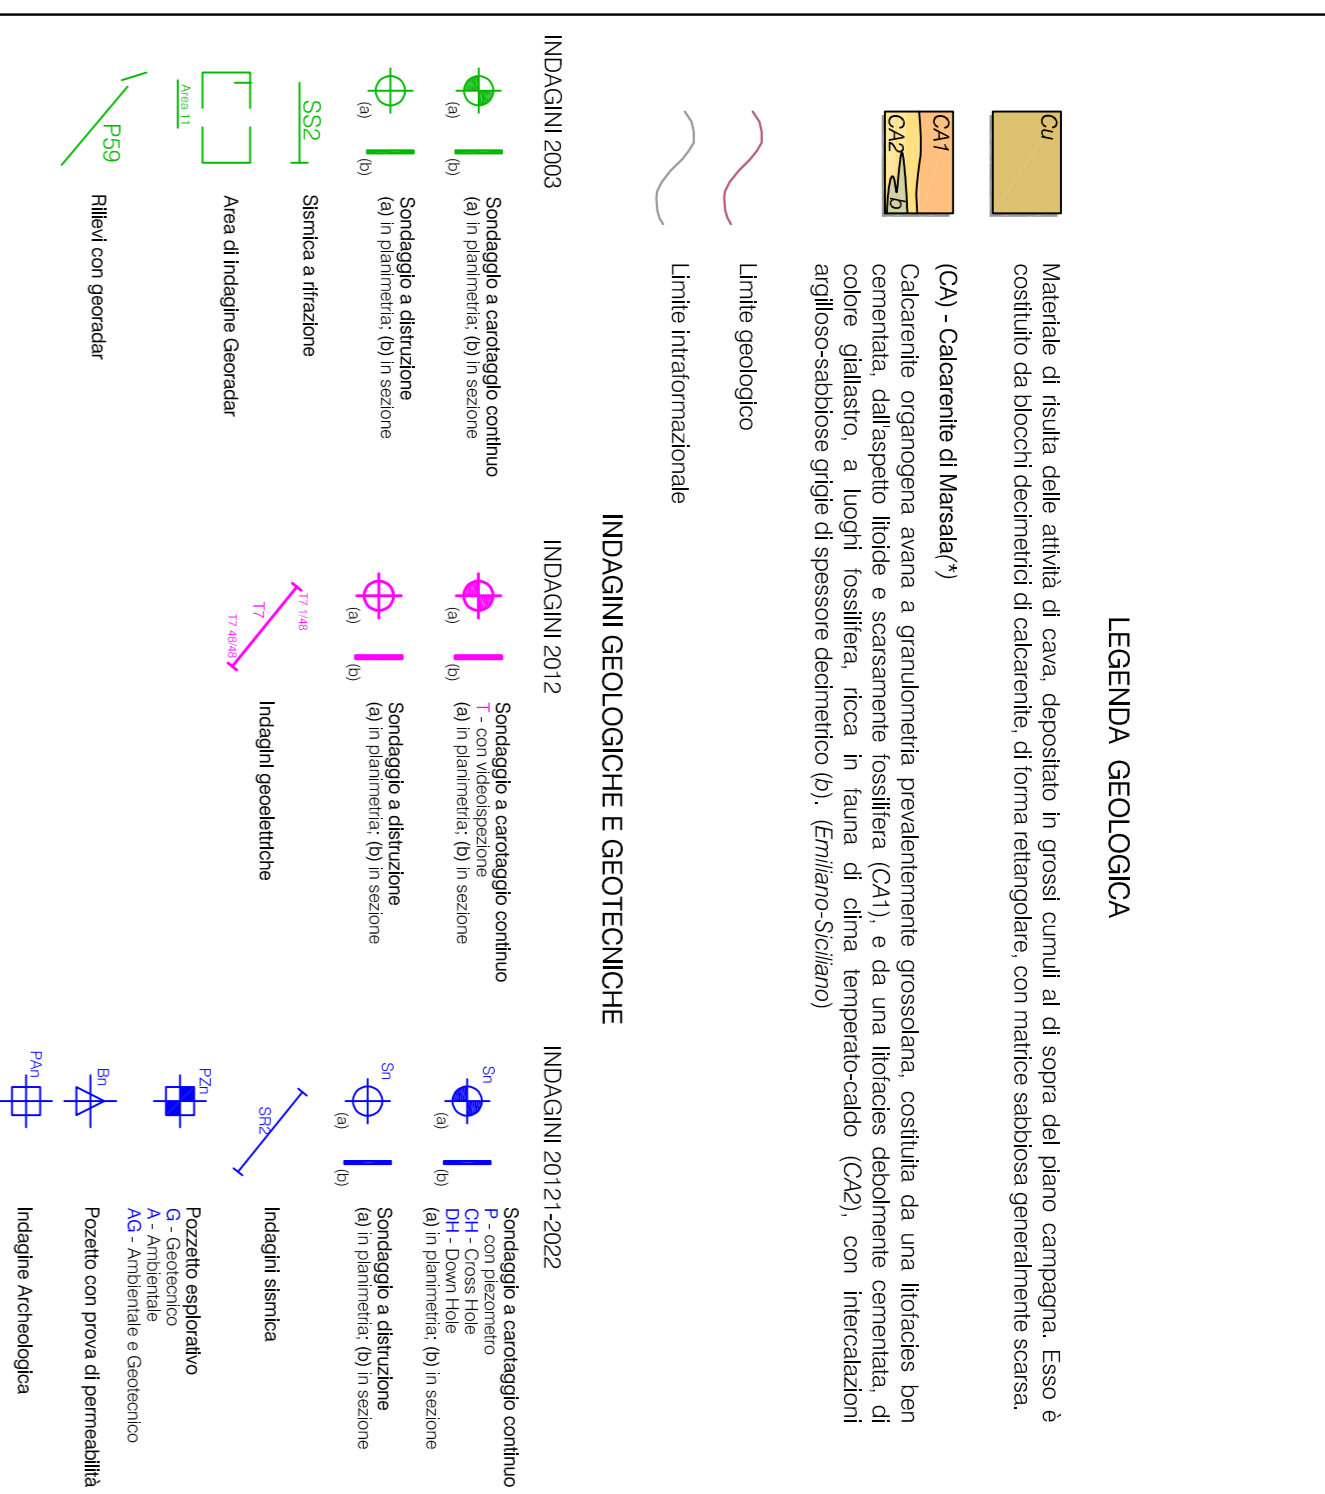 LEGENDA GEOLOGICA
Cu
Materiale di risulta delle attività di cava, depositato in grossi cumuli al di sopra del piano campagna. Esso è
costituito da blocchi decimetrici di calcarenite, di forma rettangolare, con matrice sabbiosa generalmente scarsa.
CA1
CA2
b
(CA) - Calcarenite di Marsala(*)
Calcarenite organogena avana a granulometria prevalentemente grossolana, costituita da una litofacies ben
cementata, dall'aspetto litoide e scarsamente fossilifera (CA1), e da una litofacies debolmente cementata, di
colore giallastro, a luoghi fossilifera, ricca in fauna di clima temperato-caldo (CA2), con intercalazioni
argilloso-sabbiose grigie di spessore decimetrico (b). (Emiliano-Siciliano)
Limite geologico
Limite intraformazionale
INDAGINI GEOLOGICHE E GEOTECNICHE
INDAGINI 2003
(a)
(b)
Sondaggio a carotaggio continuo
(a) in planimetria; (b) in sezione
(a)
(b)
Sondaggio a distruzione
(a) in planimetria; (b) in sezione
SS2
Sismica a rifrazione
Area 11
Area di indagine Georadar
P59
Rillevi con georadar
INDAGINI 2012
(a)
(b)
Sondaggio a carotaggio continuo
T - con videoispezione
(a) in planimetria; (b) in sezione
(a)
(b)
Sondaggio a distruzione
(a) in planimetria; (b) in sezione
T7 1/48
T7
T7 48/48
Indagini geoelettriche
INDAGINI 20121-2022
Sn
(a)
(b)
Sondaggio a carotaggio continuo
P - con piezometro
CH - Cross Hole
DH - Down Hole
(a) in planimetria; (b) in sezione
Sn
(a)
(b)
Sondaggio a distruzione
(a) in planimetria; (b) in sezione
SR2
Indagini sismica
PZn
Pozzetto esplorativo
G - Geotecnico
A - Ambientale
AG - Ambientale e Geotecnico
Bn
Pozetto con prova di permeabilità
PAn
Indagine Archeologica